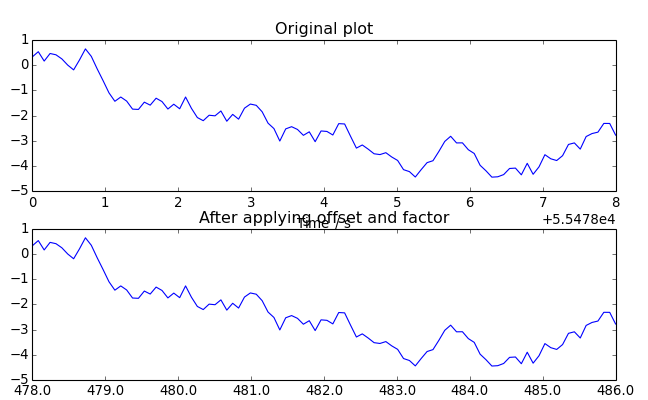 Original plot
1
0
−1
−2
−3
−4
−5
0 1 2 3 4 5 6 7 8
Time / s
After applying offset and factor
+5.5478e4
1
0
−1
−2
−3
−4
−5
478.0 479.0 480.0 481.0 482.0 483.0 484.0 485.0 486.0